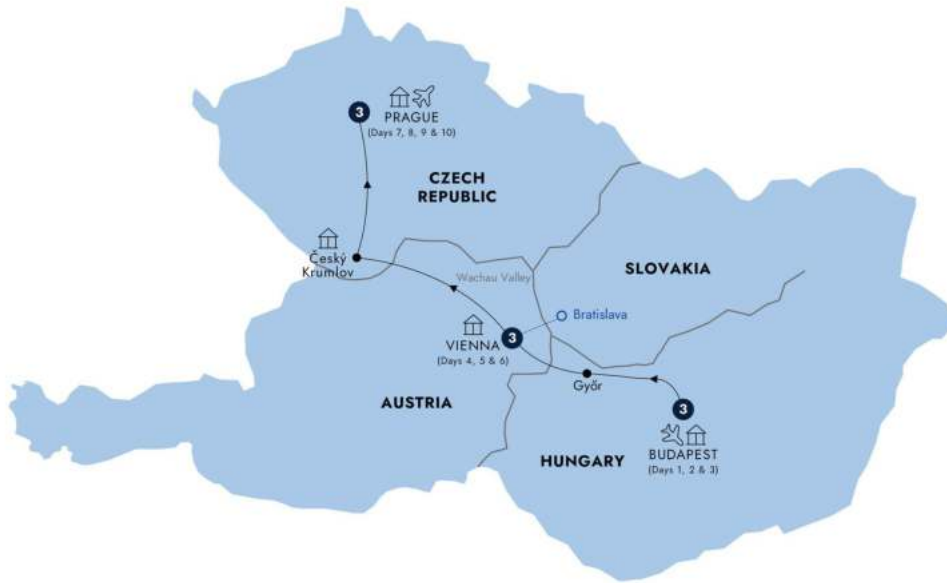 3
PRAGUE
(Days 7, 8, 9 & 10)
CZECH
REPUBLIC
Český
Krumlov
Wachau Valley
SLOVAKIA
Bratislava
3
VIENNA
(Days 4, 5 & 6)
Győr
AUSTRIA
3
BUDAPEST
(Days 1, 2 & 3)
HUNGARY